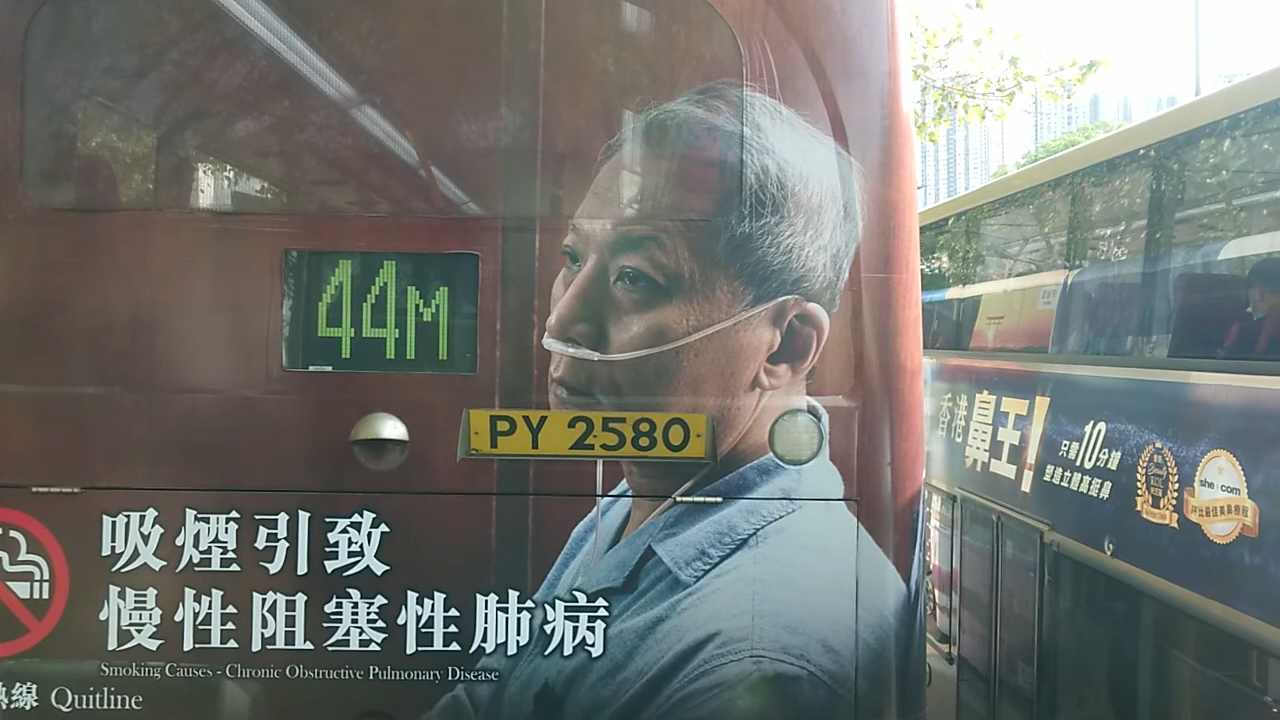 44M
PY 2580
吸煙引致
慢性阻塞性肺病
Smoking Causes - Chronic Obstructive Pulmonary Disease
熱線 Quitline
香港鼻王!
只需10分鐘
塑造立體高挺鼻
she.com